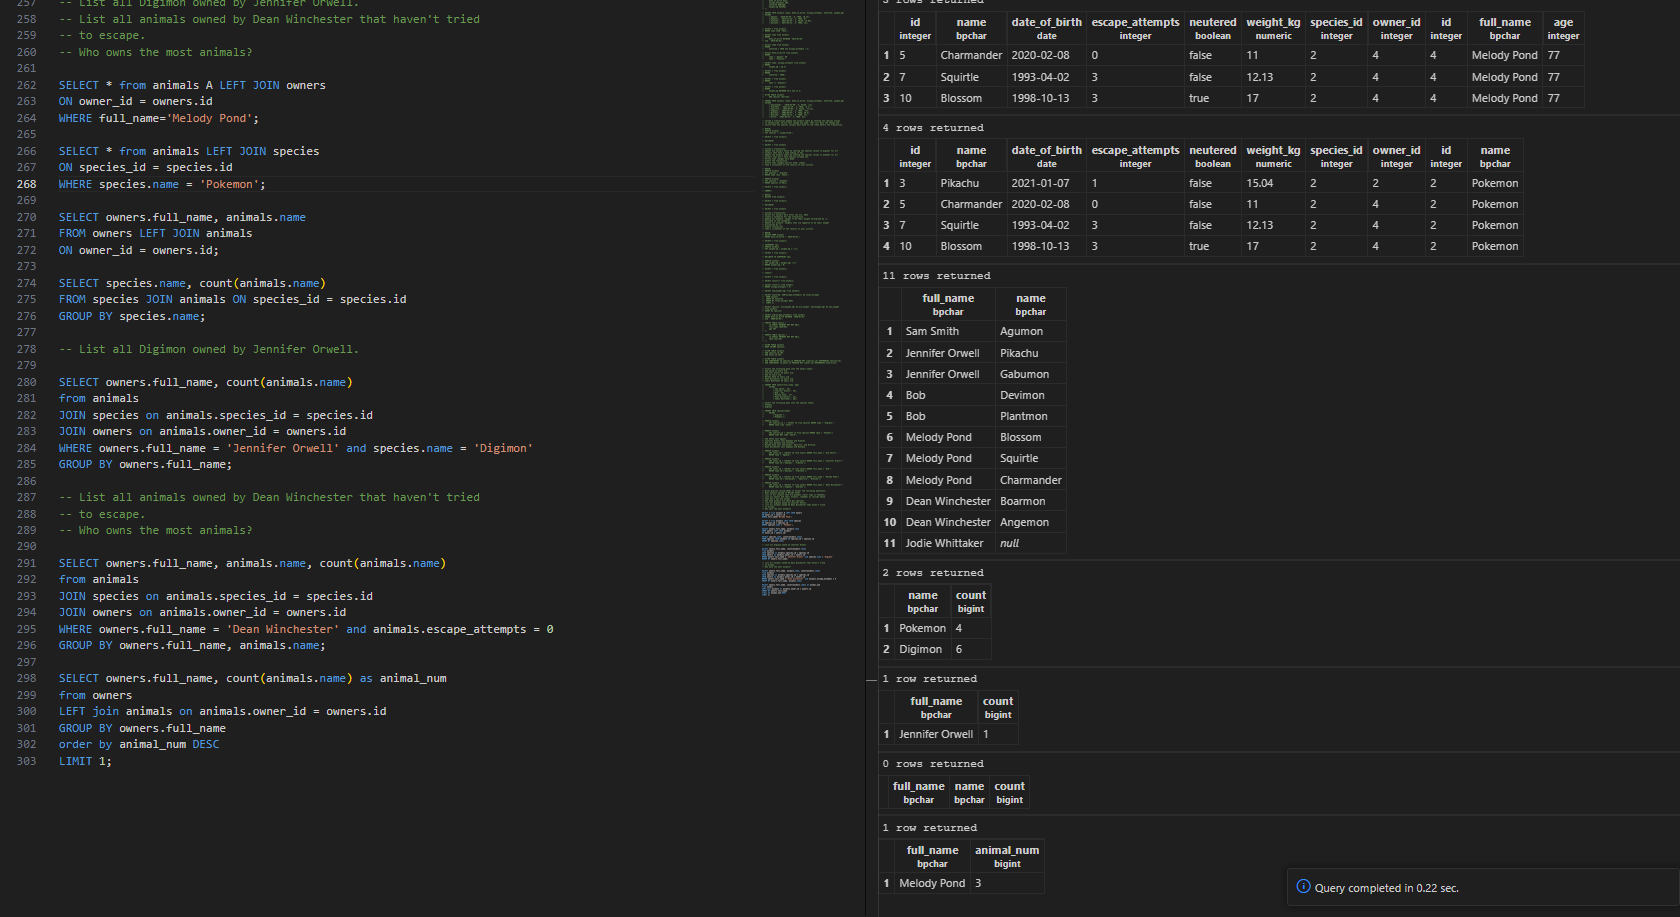 257 -- List all Digimon owned by Jennifer Orwell.
258 -- List all animals owned by Dean Winchester that haven't tried
259 -- to escape.
260 -- Who owns the most animals?
261
262 SELECT * from animals A LEFT JOIN owners
263 ON owner_id = owners.id
264 WHERE full_name='Melody Pond';
265
266 SELECT * from animals LEFT JOIN species
267 ON species_id = species.id
268 WHERE species.name = 'Pokemon';
269
270 SELECT owners.full_name, animals.name
271 FROM owners LEFT JOIN animals
272 ON owner_id = owners.id;
273
274 SELECT species.name, count(animals.name)
275 FROM species JOIN animals ON species_id = species.id
276 GROUP BY species.name;
277
278 -- List all Digimon owned by Jennifer Orwell.
279
280 SELECT owners.full_name, count(animals.name)
281 from animals
282 JOIN species on animals.species_id = species.id
283 JOIN owners on animals.owner_id = owners.id
284 WHERE owners.full_name = 'Jennifer Orwell' and species.name = 'Digimon'
285 GROUP BY owners.full_name;
286
287 -- List all animals owned by Dean Winchester that haven't tried
288 -- to escape.
289 -- Who owns the most animals?
290
291 SELECT owners.full_name, animals.name, count(animals.name)
292 from animals
293 JOIN species on animals.species_id = species.id
294 JOIN owners on animals.owner_id = owners.id
295 WHERE owners.full_name = 'Dean Winchester' and animals.escape_attempts = 0
296 GROUP BY owners.full_name, animals.name;
297
298 SELECT owners.full_name, count(animals.name) as animal_num
299 from owners
300 LEFT join animals on animals.owner_id = owners.id
301 GROUP BY owners.full_name
302 order by animal_num DESC
303 LIMIT 1;
3 rows returned
id name date_of_birth escape_attempts neutered weight_kg species_id owner_id id full_name age
integer bpchar date integer boolean numeric integer integer integer bpchar integer
1 5 Charmander 2020-02-08 0 false 11 2 4 4 Melody Pond 77
2 7 Squirtle 1993-04-02 3 false 12.13 2 4 4 Melody Pond 77
3 10 Blossom 1998-10-13 3 true 17 2 4 4 Melody Pond 77
4 rows returned
id name date_of_birth escape_attempts neutered weight_kg species_id owner_id id name
integer bpchar date integer boolean numeric integer integer integer bpchar
1 3 Pikachu 2021-01-07 1 false 15.04 2 2 2 Pokemon
2 5 Charmander 2020-02-08 0 false 11 2 4 2 Pokemon
3 7 Squirtle 1993-04-02 3 false 12.13 2 4 2 Pokemon
4 10 Blossom 1998-10-13 3 true 17 2 4 2 Pokemon
11 rows returned
full_name name
bpchar bpchar
1 Sam Smith Agumon
2 Jennifer Orwell Pikachu
3 Jennifer Orwell Gabumon
4 Bob Devimon
5 Bob Plantmon
6 Melody Pond Blossom
7 Melody Pond Squirtle
8 Melody Pond Charmander
9 Dean Winchester Boarmon
10 Dean Winchester Angemon
11 Jodie Whittaker null
2 rows returned
name count
bpchar bigint
1 Pokemon 4
2 Digimon 6
1 row returned
full_name count
bpchar bigint
1 Jennifer Orwell 1
0 rows returned
full_name name count
bpchar bpchar bigint
1 row returned
full_name animal_num
bpchar bigint
1 Melody Pond 3
Query completed in 0.22 sec.